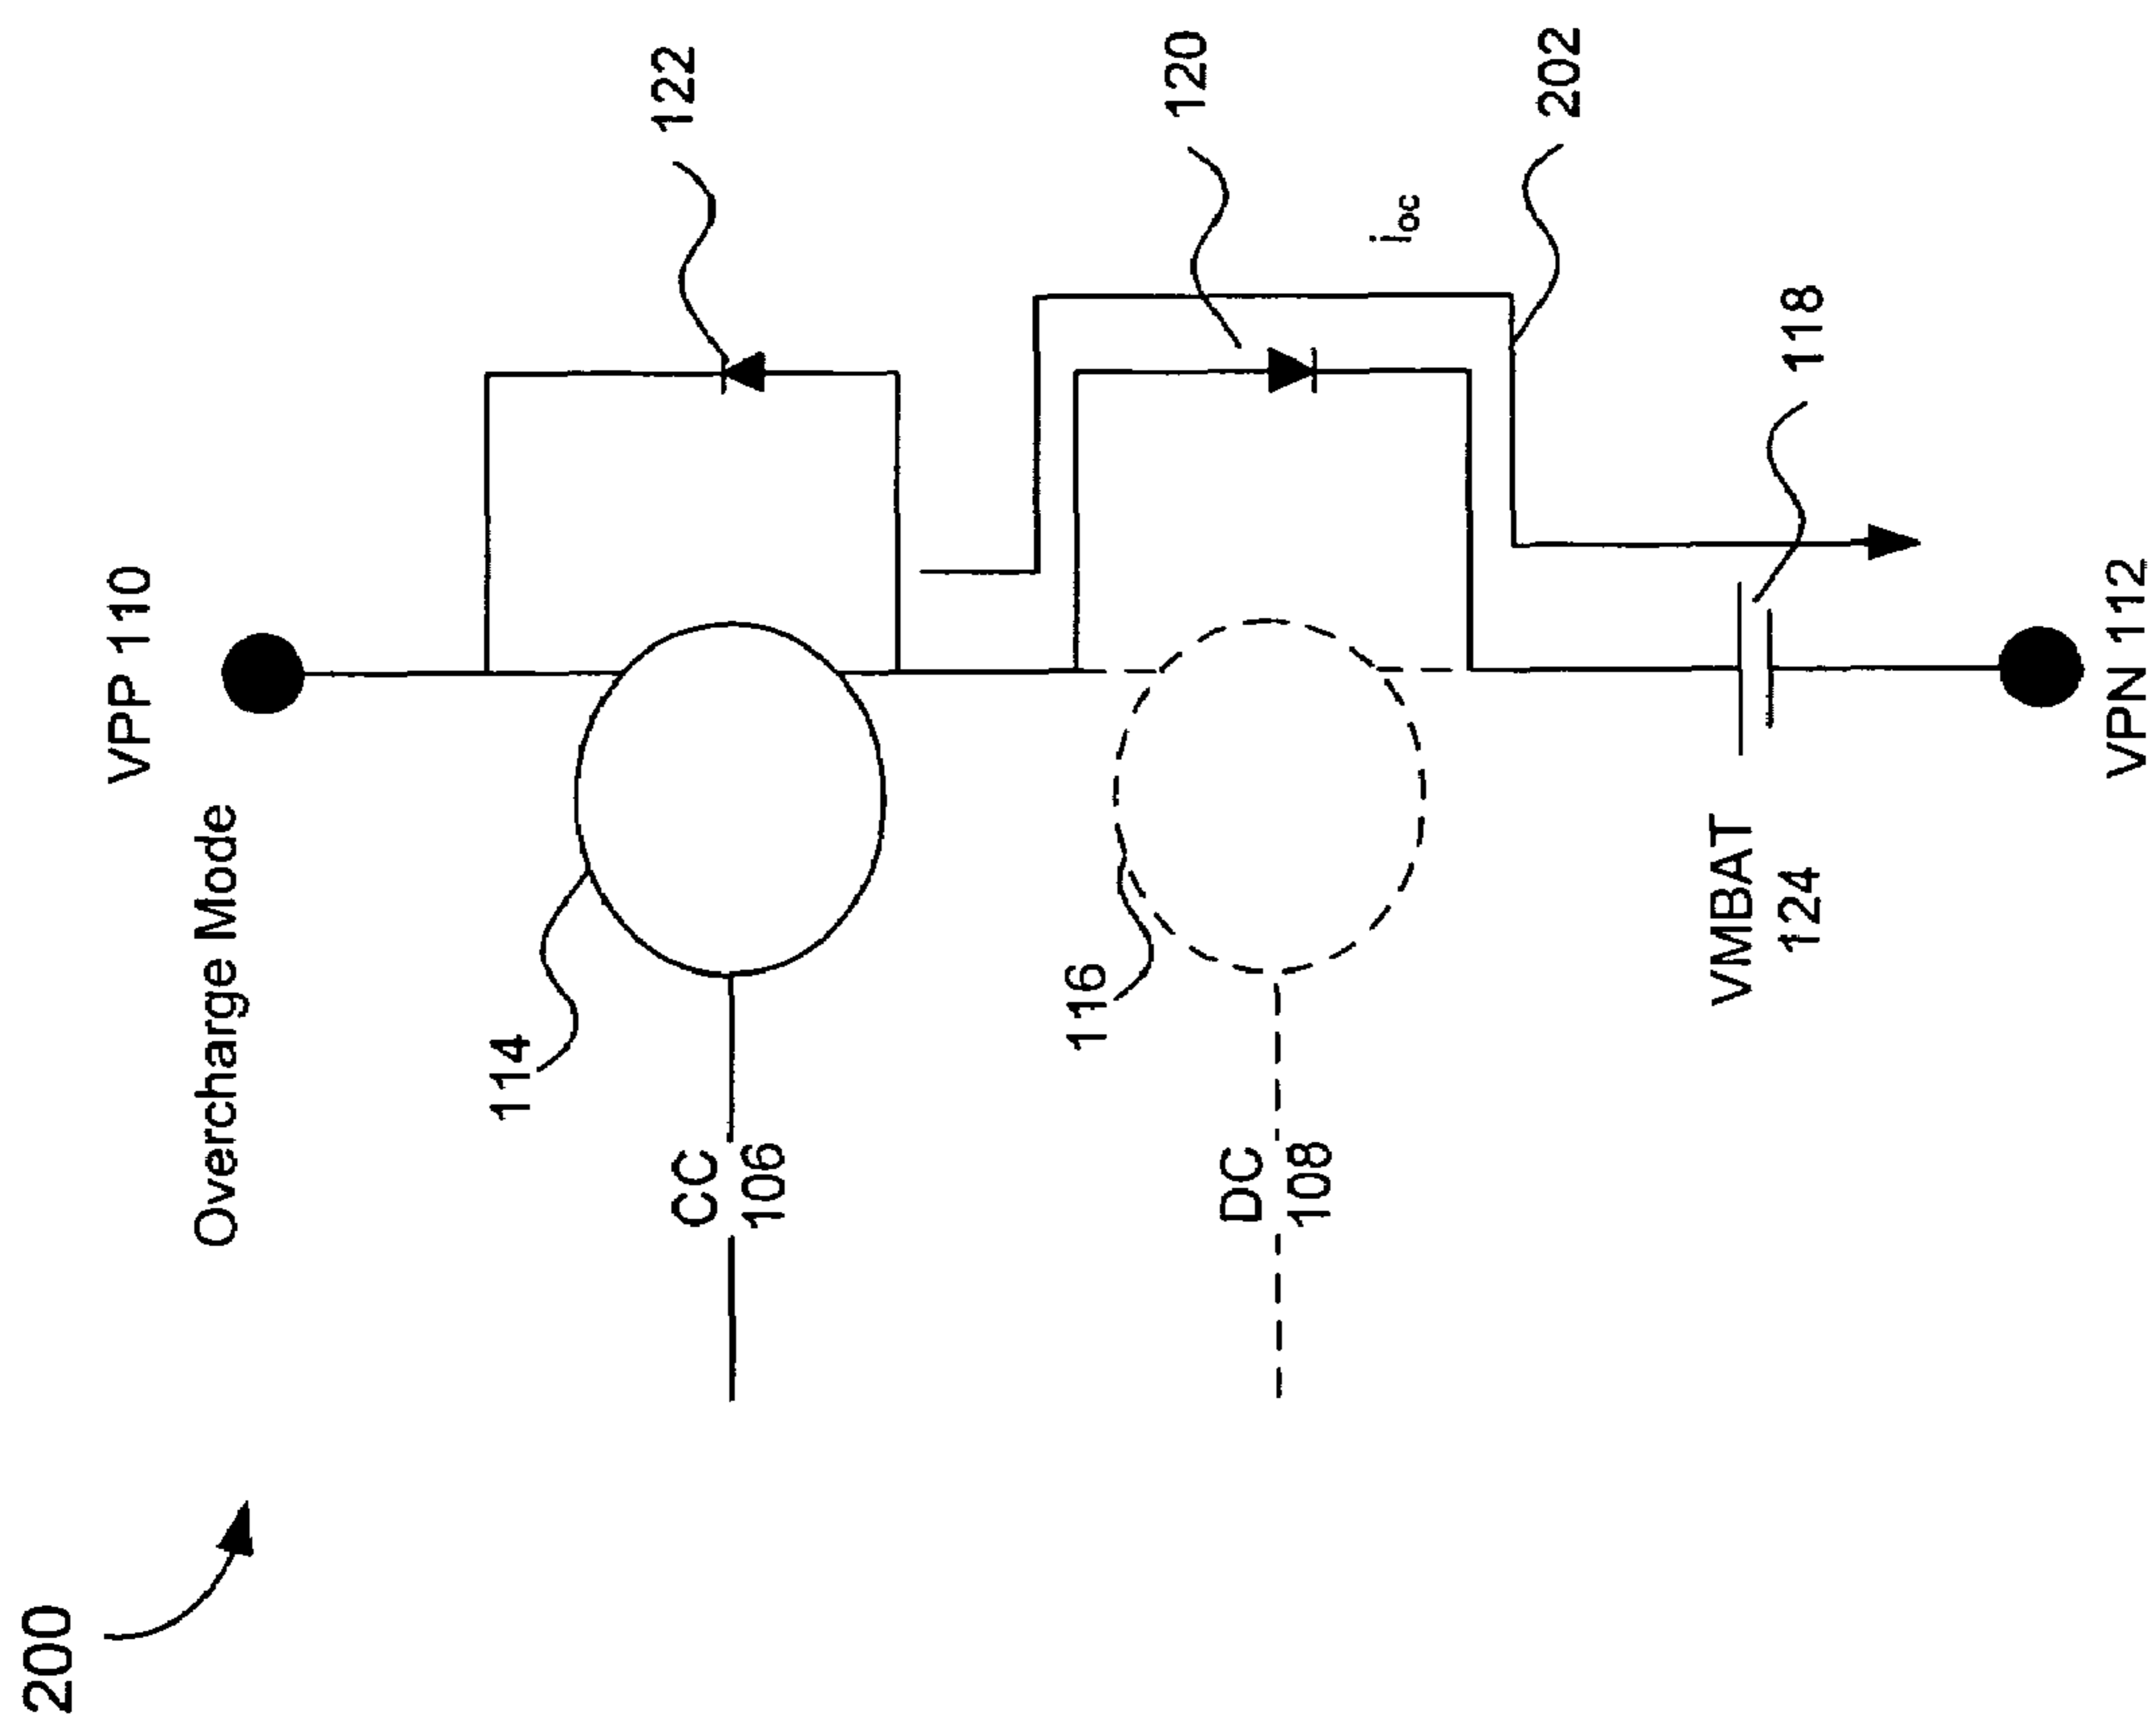 200
Overcharge Mode
VPP 110
122
114
CC
106
120
116
DC
108
i_oc
202
VMBAT
124
118
VPN 112